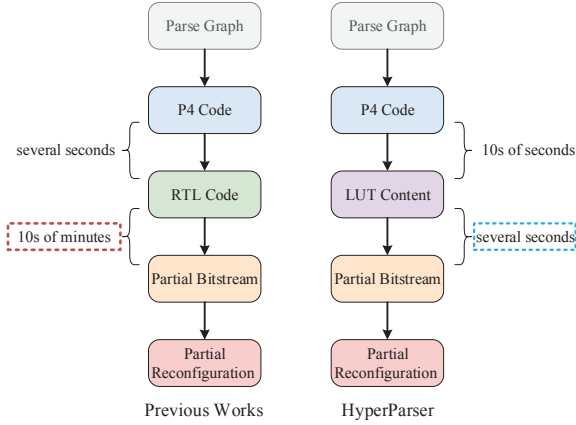 Parse Graph
P4 Code
several seconds
RTL Code
10s of minutes
Partial Bitstream
Partial
Reconfiguration
Previous Works
Parse Graph
P4 Code
10s of seconds
LUT Content
several seconds
Partial Bitstream
Partial
Reconfiguration
HyperParser